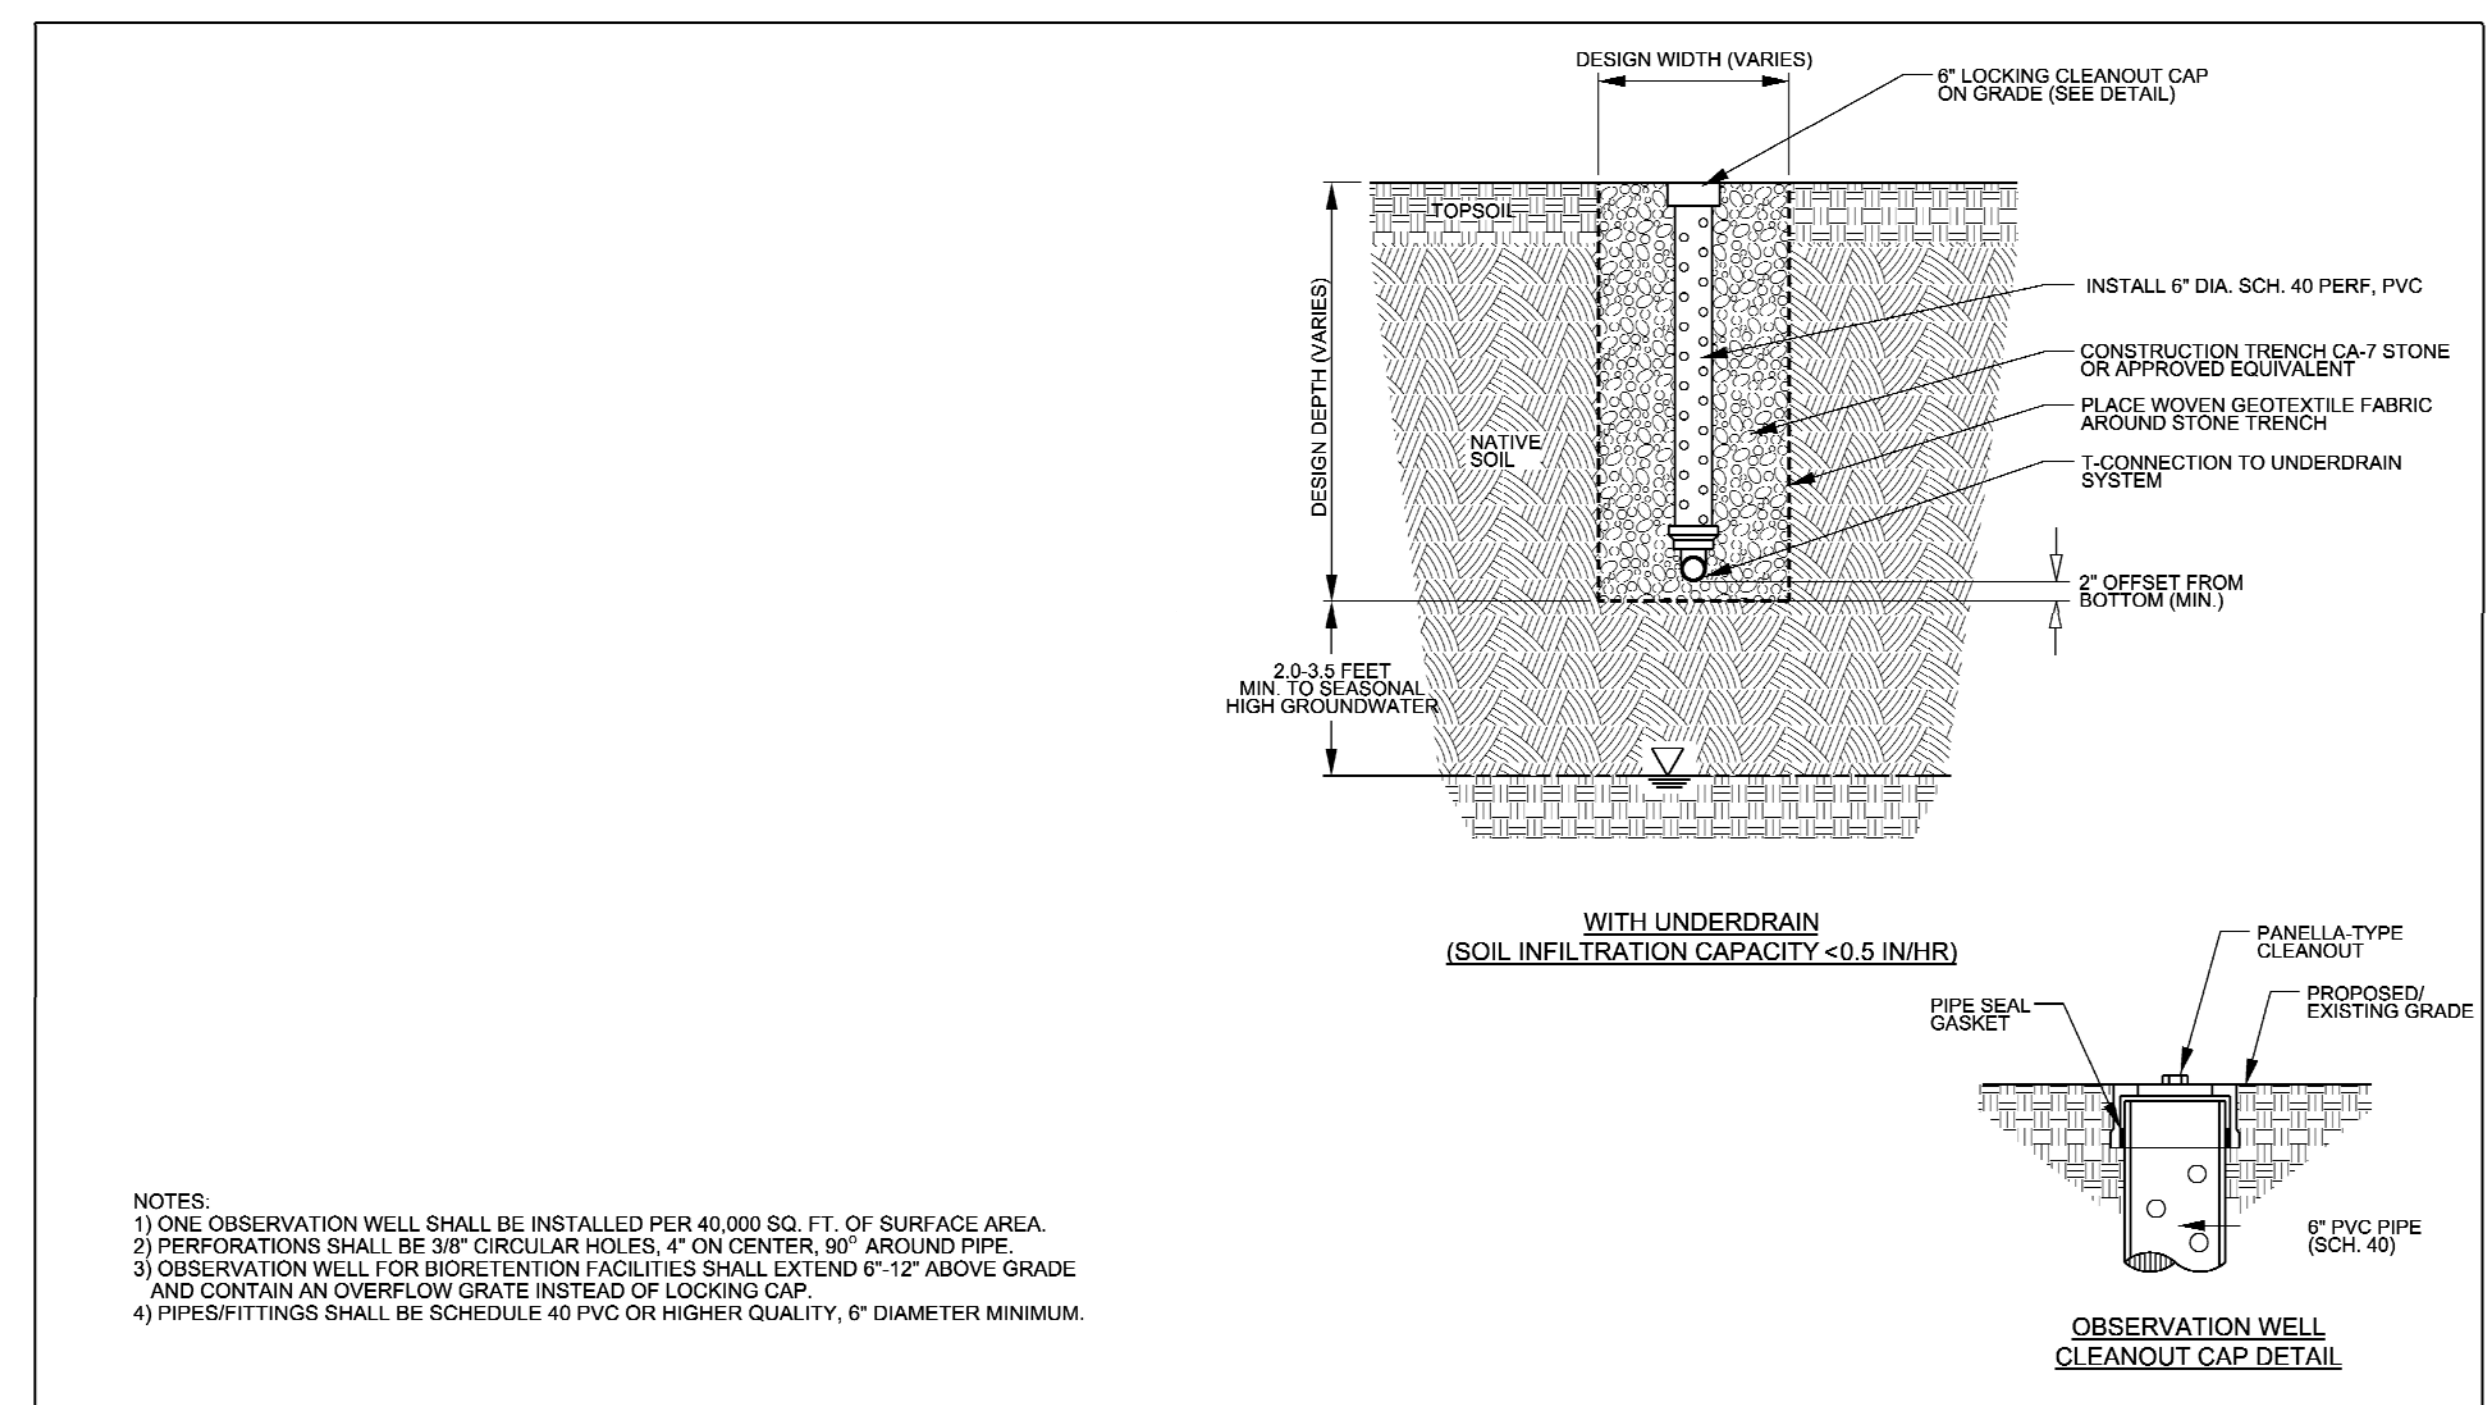 DESIGN WIDTH (VARIES)
6" LOCKING CLEANOUT CAP
ON GRADE (SEE DETAIL)
TOPSOIL
DESIGN DEPTH (VARIES)
INSTALL 6" DIA. SCH. 40 PERF, PVC
CONSTRUCTION TRENCH CA-7 STONE
OR APPROVED EQUIVALENT
PLACE WOVEN GEOTEXTILE FABRIC
AROUND STONE TRENCH
NATIVE
SOIL
T-CONNECTION TO UNDERDRAIN
SYSTEM
2" OFFSET FROM
BOTTOM (MIN.)
2.0-3.5 FEET
MIN. TO SEASONAL
HIGH GROUNDWATER
WITH UNDERDRAIN
(SOIL INFILTRATION CAPACITY <0.5 IN/HR)
PANELLA-TYPE
CLEANOUT
PROPOSED/
EXISTING GRADE
PIPE SEAL
GASKET
6" PVC PIPE
(SCH. 40)
OBSERVATION WELL
CLEANOUT CAP DETAIL
NOTES:
1) ONE OBSERVATION WELL SHALL BE INSTALLED PER 40,000 SQ. FT. OF SURFACE AREA.
2) PERFORATIONS SHALL BE 3/8" CIRCULAR HOLES, 4" ON CENTER, 90° AROUND PIPE.
3) OBSERVATION WELL FOR BIORETENTION FACILITIES SHALL EXTEND 6"-12" ABOVE GRADE
AND CONTAIN AN OVERFLOW GRATE INSTEAD OF LOCKING CAP.
4) PIPES/FITTINGS SHALL BE SCHEDULE 40 PVC OR HIGHER QUALITY, 6" DIAMETER MINIMUM.